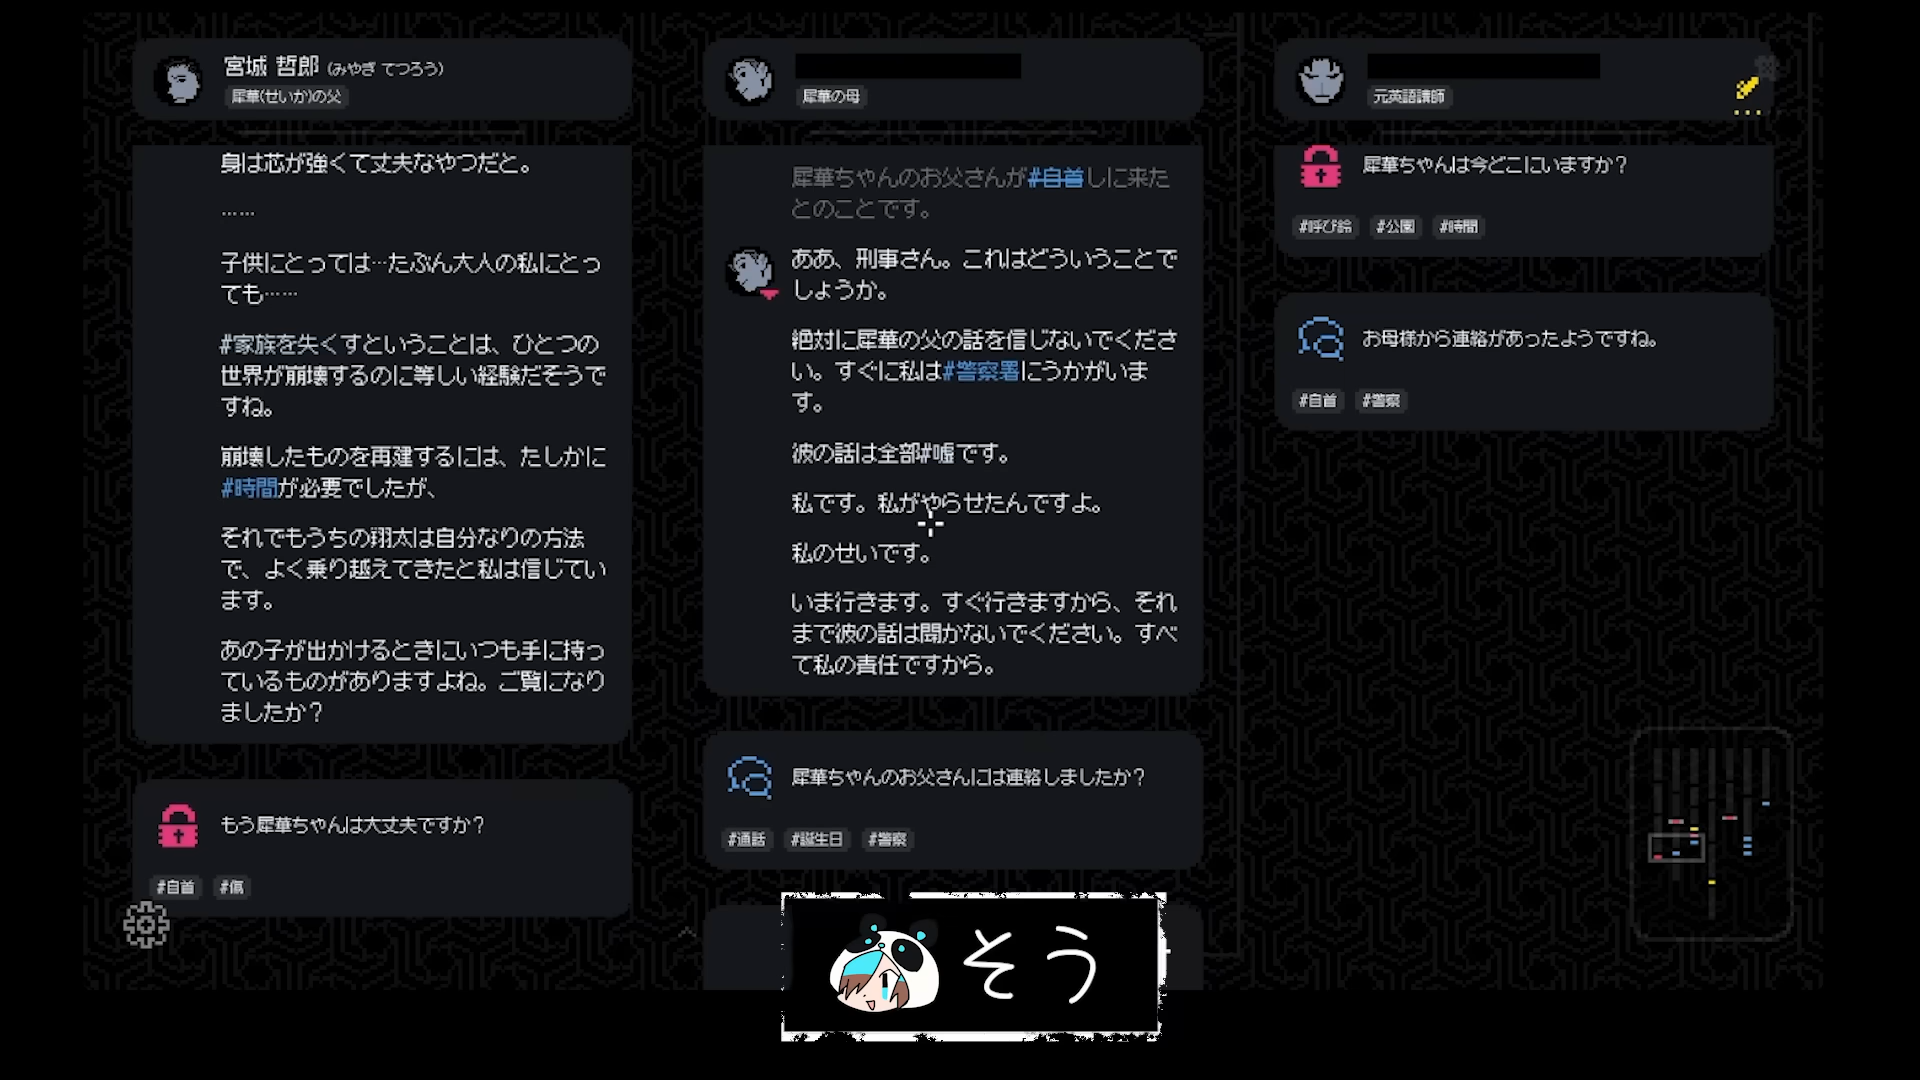 宮城 哲郎 (みやぎ てつろう)
犀華(せいか)の父
身は芯が強くて丈夫なやつだと。
……
子供にとっては…たぶん大人の私にとっ
ても……
#家族を失くすということは、ひとつの
世界が崩壊するのに等しい経験だそうで
すね。
崩壊したものを再建するには、たしかに
#時間が必要でしたが、
それでもうちの翔太は自分なりの方法
で、よく乗り越えてきたと私は信じてい
ます。
あの子が出かけるときにいつも手に持っ
ているものがありますよね。ご覧になり
ましたか？
もう犀華ちゃんは大丈夫ですか？
#自首 #傷
犀華の母
犀華ちゃんのお父さんが#自首しに来た
とのことです。
ああ、刑事さん。これはどういうことで
しょうか。
絶対に犀華の父の話を信じないでくださ
い。すぐに私は#警察署にうかがいま
す。
彼の話は全部#嘘です。
私です。私がやらせたんですよ。
私のせいです。
いま行きます。すぐ行きますから、それ
まで彼の話は聞かないでください。すべ
て私の責任ですから。
犀華ちゃんのお父さんには連絡しましたか？
#通話 #誕生日 #警察
元英語講師
犀華ちゃんは今どこにいますか？
#呼び鈴 #公園 #時間
お母様から連絡があったようですね。
#自首 #警察
そう